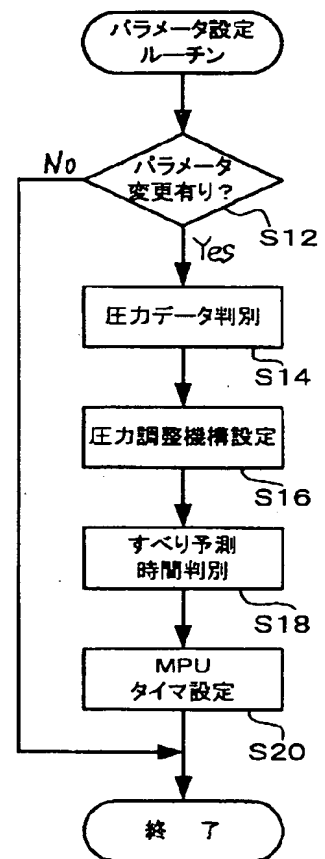 パラメータ設定
ルーチン
パラメータ
変更有り？
No
S12
Yes
圧力データ判別
S14
圧力調整機構設定
S16
すべり予測
時間判別
S18
MPU
タイマ設定
S20
終 了